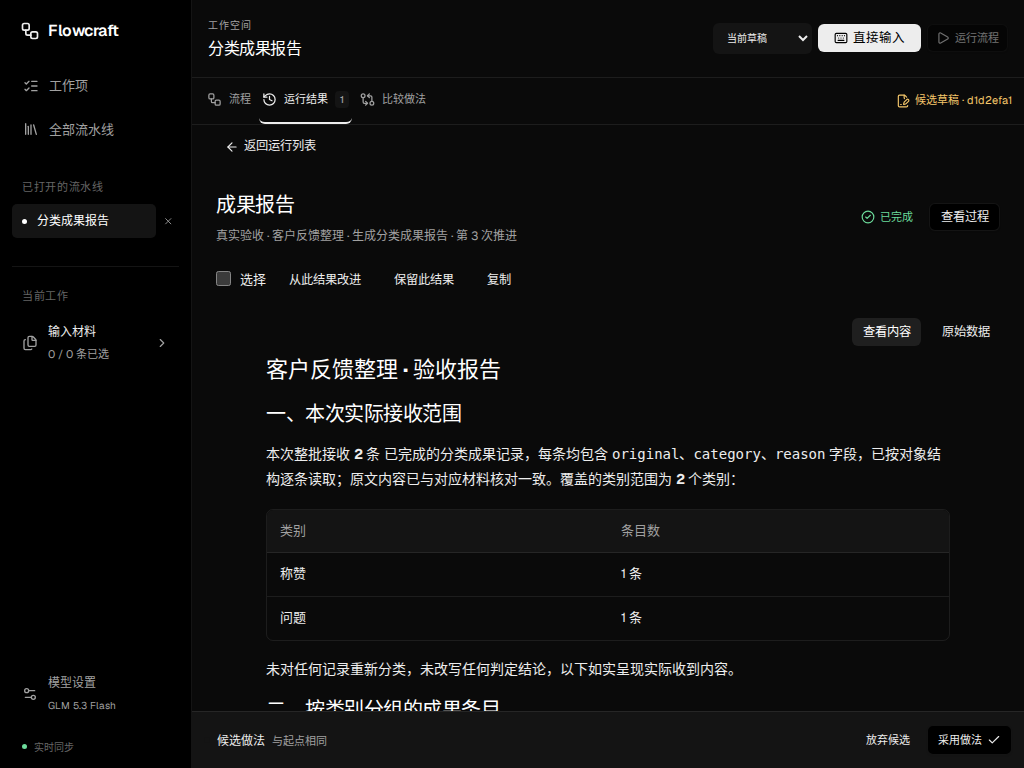 Flowcraft
工作项
全部流水线
已打开的流水线
分类成果报告
当前工作
输入材料
0 / 0 条已选
模型设置
GLM 5.3 Flash
实时同步
工作空间
分类成果报告
当前草稿
直接输入
运行流程
流程
运行结果 1
比较做法
候选草稿 · d1d2efa1
返回运行列表
成果报告
真实验收 · 客户反馈整理 · 生成分类成果报告 · 第 3 次推进
已完成
查看过程
选择
从此结果改进
保留此结果
复制
查看内容
原始数据
客户反馈整理 · 验收报告
一、本次实际接收范围
本次整批接收 2 条 已完成的分类成果记录，每条均包含 original、category、reason 字段，已按对象结
构逐条读取；原文内容已与对应材料核对一致。覆盖的类别范围为 2 个类别：
类别 条目数
称赞 1 条
问题 1 条
未对任何记录重新分类，未改写任何判定结论，以下如实呈现实际收到内容。
二、按类别分组的成果条目
候选做法 与起点相同
放弃候选
采用做法